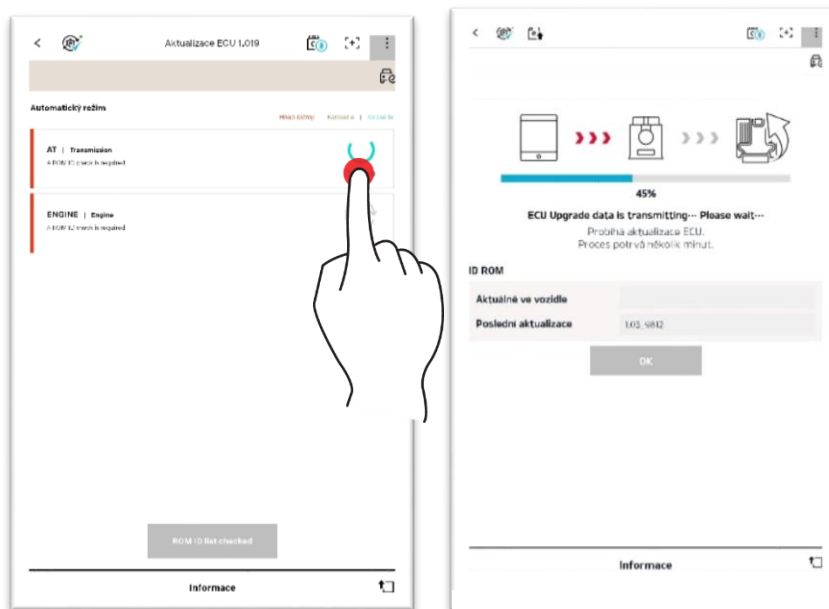 Aktualizace ECU 1.019
Automatický režim
AT | Transmission
A ROM ID check is required
ENGINE | Engine
A ROM ID check is required
ROM ID list checked
Informace
45%
ECU Upgrade data is transmitting--- Please wait---
Probíhá aktualizace ECU.
Proces potrvá několik minut.
ID ROM
Aktuálně ve vozidle
Poslední aktualizace
OK
Informace